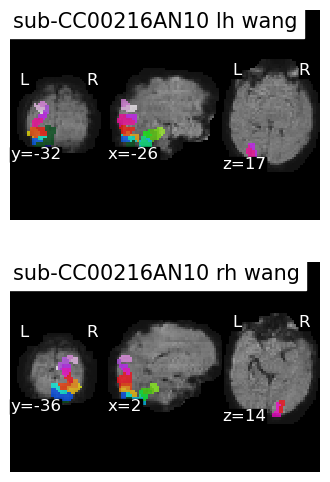 sub-CC00216AN10 lh wang
L R
L R
y=-32
x=-26
z=17
sub-CC00216AN10 rh wang
L R
L R
y=-36
x=2
z=14